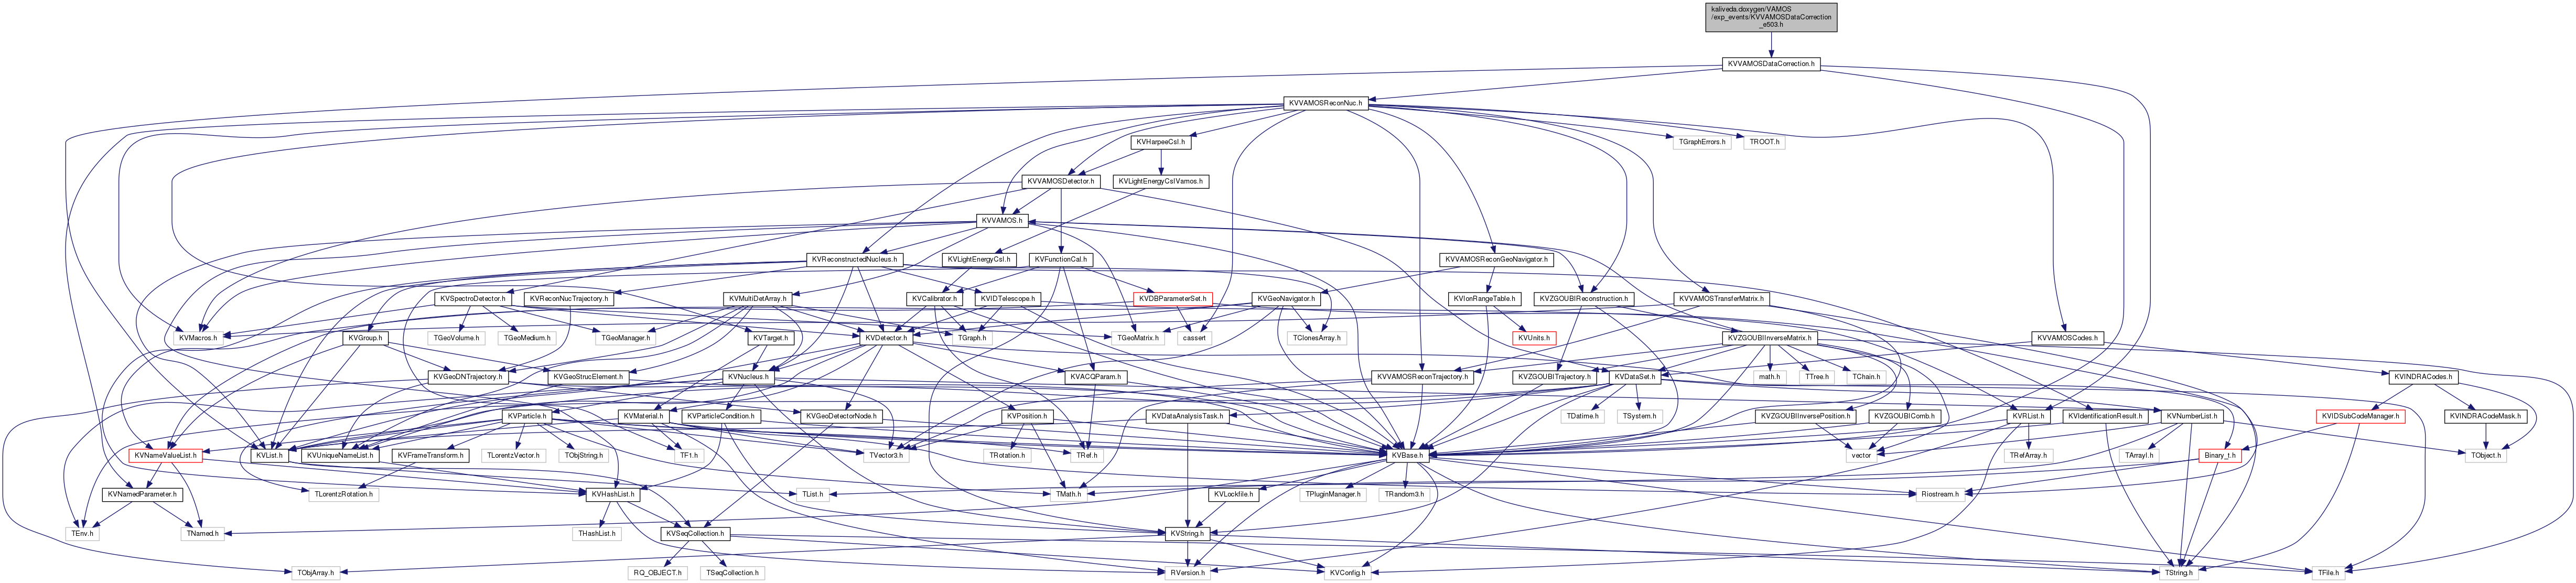 kaliveda.doxygen/VAMOS
/exp_events/KVVAMOSDataCorrection
_e503.h
KVVAMOSDataCorrection.h
KVVAMOSReconNuc.h
KVHarpeeCsI.h
TGraphErrors.h
TROOT.h
KVVAMOSDetector.h
KVLightEnergyCsIVamos.h
KVVAMOS.h
KVReconstructedNucleus.h
KVLightEnergyCsI.h
KVFunctionCal.h
KVVAMOSReconGeoNavigator.h
KVSpectroDetector.h
KVReconNucTrajectory.h
KVMultiDetArray.h
KVCalibrator.h
KVIDTelescope.h
KVDBParameterSet.h
KVGeoNavigator.h
KVIonRangeTable.h
KVZGOUBIReconstruction.h
KVVAMOSTransferMatrix.h
KVMacros.h
KVGroup.h
TGeoVolume.h
TGeoMedium.h
TGeoManager.h
KVTarget.h
KVDetector.h
TGraph.h
TGeoMatrix.h
cassert
TClonesArray.h
KVUnits.h
KVZGOUBIInverseMatrix.h
KVVAMOSCodes.h
KVGeoDNTrajectory.h
KVGeoStrucElement.h
KVNucleus.h
KVACQParam.h
KVVAMOSReconTrajectory.h
KVZGOUBITrajectory.h
KVDataSet.h
math.h
TTree.h
TChain.h
KVINDRACodes.h
KVParticle.h
KVMaterial.h
KVParticleCondition.h
KVGeoDetectorNode.h
KVPosition.h
KVDataAnalysisTask.h
TDatime.h
TSystem.h
KVZGOUBIInversePosition.h
KVZGOUBIComb.h
KVRList.h
KVIdentificationResult.h
KVNumberList.h
KVIDSubCodeManager.h
KVINDRACodeMask.h
KVNameValueList.h
KVList.h
KVUniqueNameList.h
KVFrameTransform.h
TLorentzVector.h
TObjString.h
TF1.h
TVector3.h
TRotation.h
TRef.h
KVBase.h
vector
TRefArray.h
TArrayI.h
Binary_t.h
TObject.h
KVNamedParameter.h
TLorentzRotation.h
KVHashList.h
TList.h
TMath.h
KVLockfile.h
TPluginManager.h
TRandom3.h
Riostream.h
TEnv.h
TNamed.h
THashList.h
KVSeqCollection.h
KVString.h
TObjArray.h
RQ_OBJECT.h
TSeqCollection.h
RVersion.h
KVConfig.h
TString.h
TFile.h